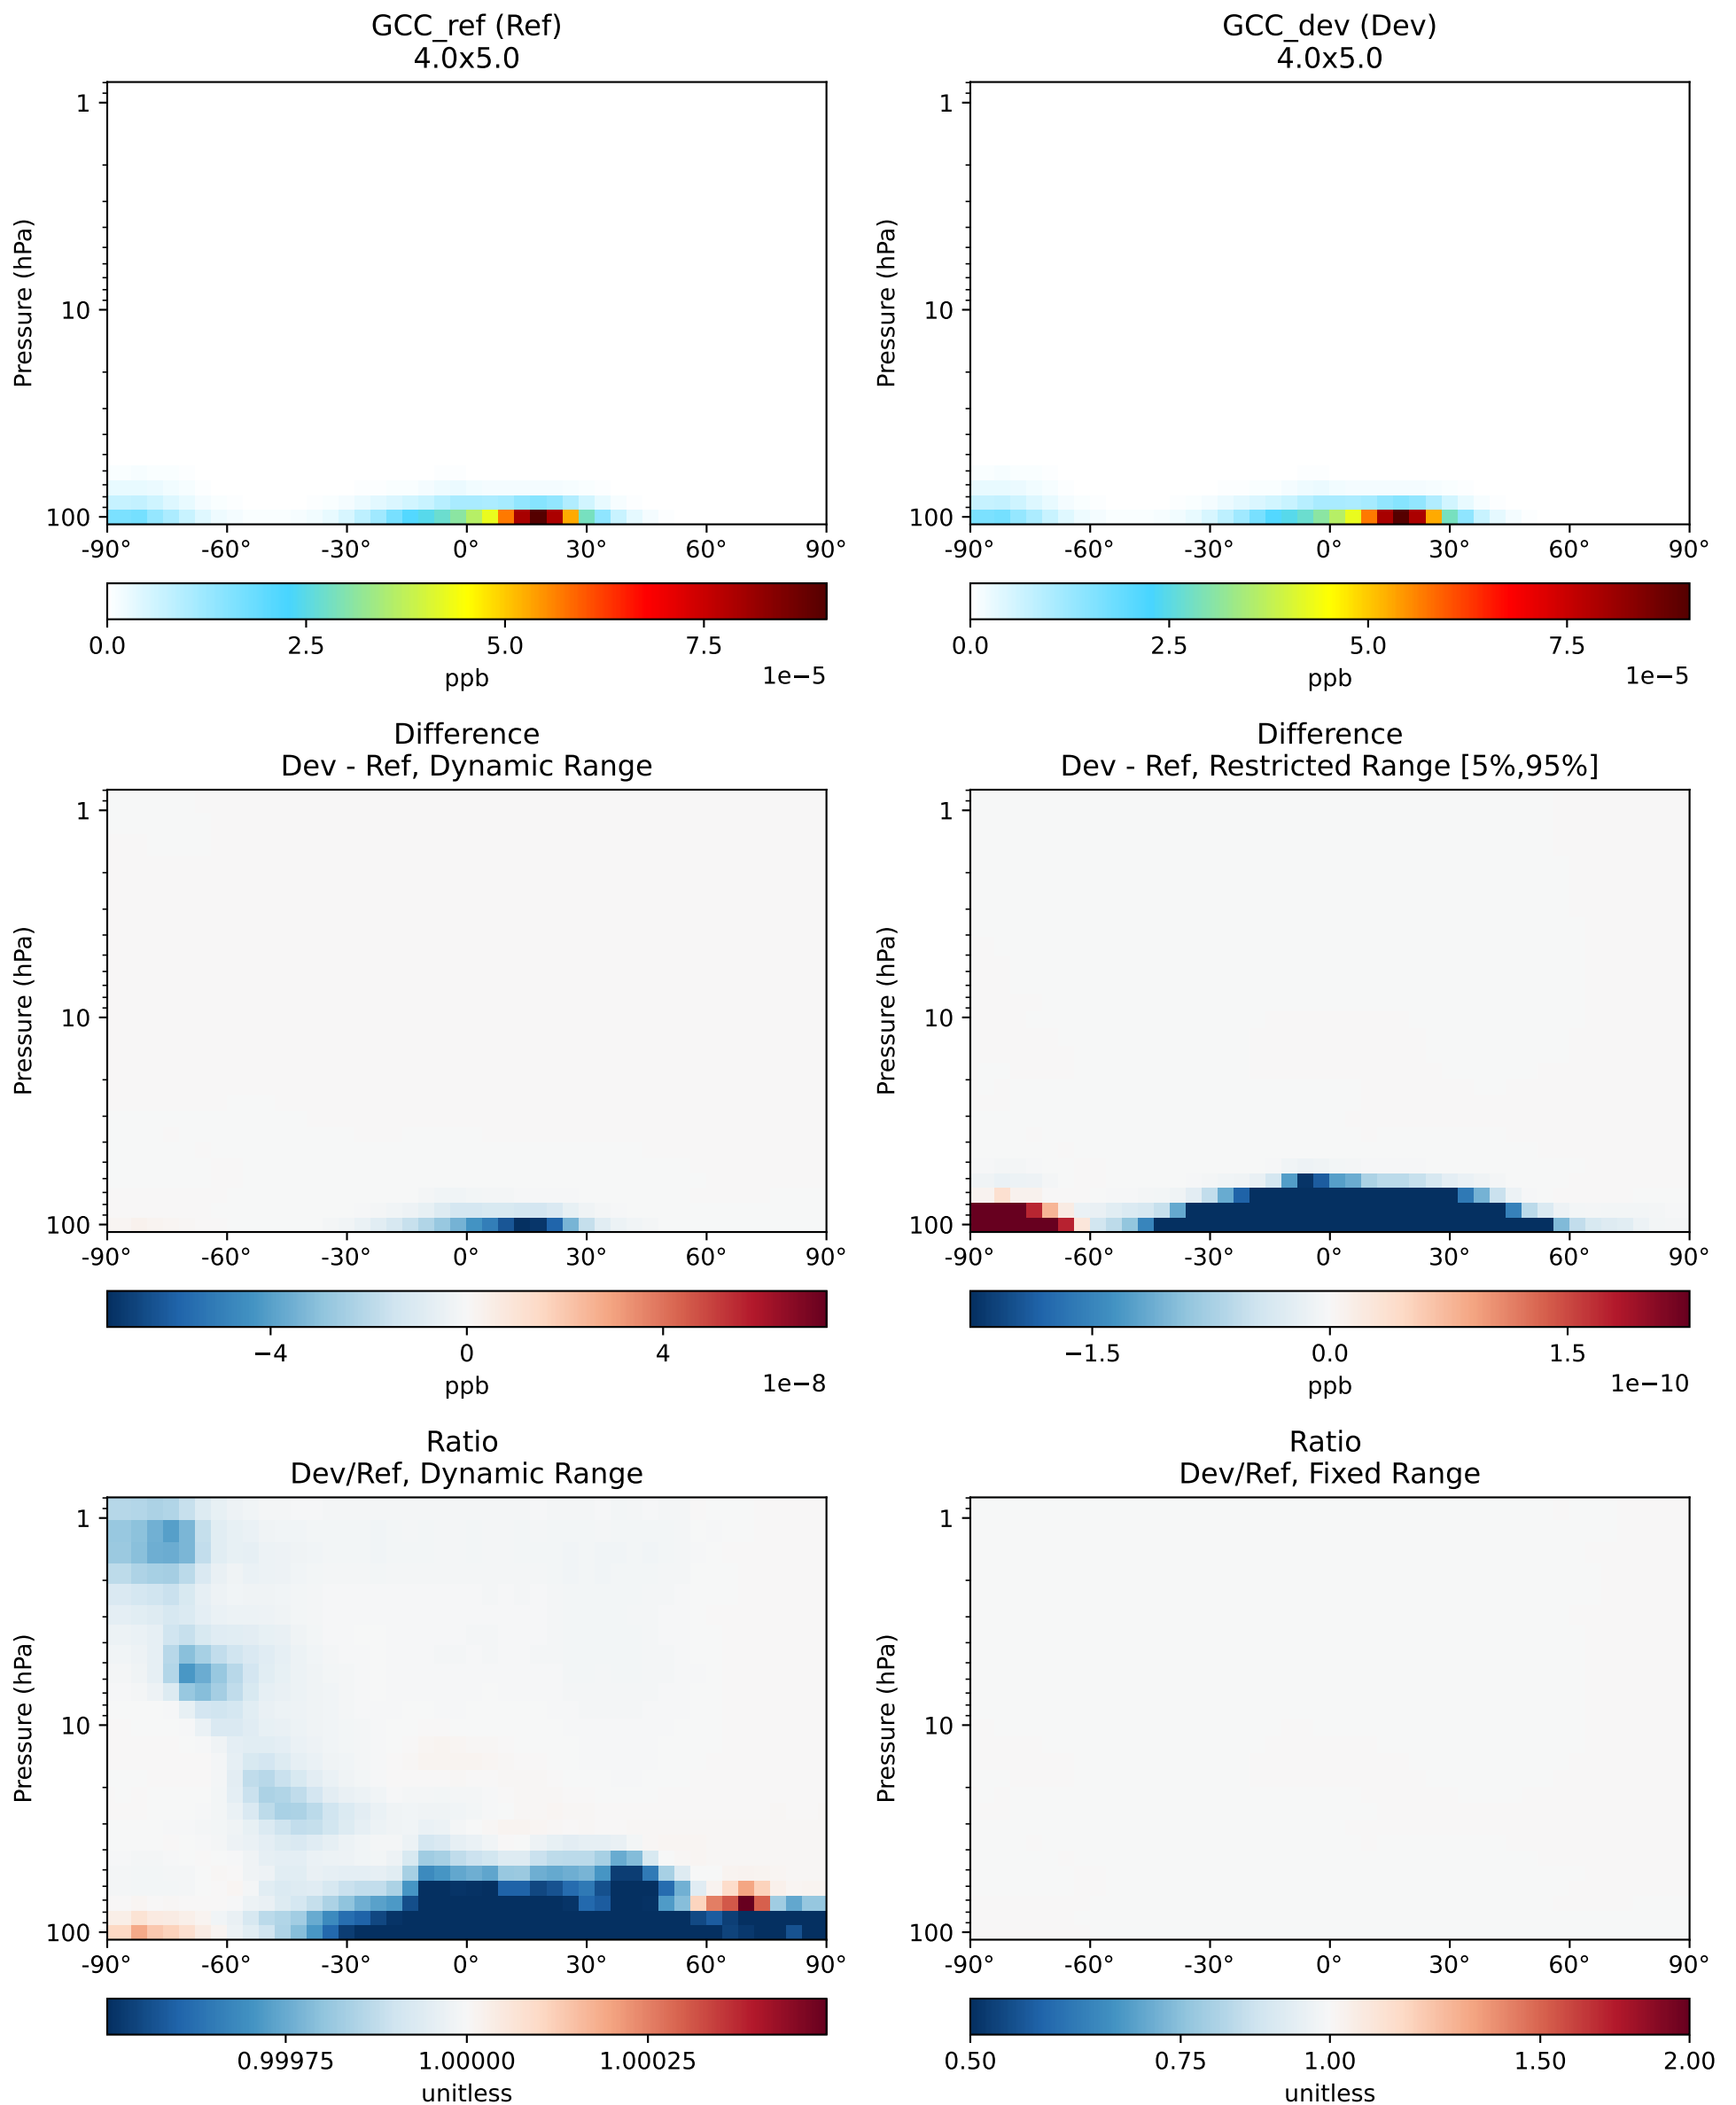 GCC_ref (Ref)
4.0x5.0
Pressure (hPa)
1
10
100
-90° -60° -30° 0° 30° 60° 90°
0.0 2.5 5.0 7.5
1e−5
ppb
GCC_dev (Dev)
4.0x5.0
Pressure (hPa)
1
10
100
-90° -60° -30° 0° 30° 60° 90°
0.0 2.5 5.0 7.5
1e−5
ppb
Difference
Dev - Ref, Dynamic Range
Pressure (hPa)
1
10
100
-90° -60° -30° 0° 30° 60° 90°
−4 0 4
1e−8
ppb
Difference
Dev - Ref, Restricted Range [5%,95%]
Pressure (hPa)
1
10
100
-90° -60° -30° 0° 30° 60° 90°
−1.5 0.0 1.5
1e−10
ppb
Ratio
Dev/Ref, Dynamic Range
Pressure (hPa)
1
10
100
-90° -60° -30° 0° 30° 60° 90°
0.99975 1.00000 1.00025
unitless
Ratio
Dev/Ref, Fixed Range
Pressure (hPa)
1
10
100
-90° -60° -30° 0° 30° 60° 90°
0.50 0.75 1.00 1.50 2.00
unitless